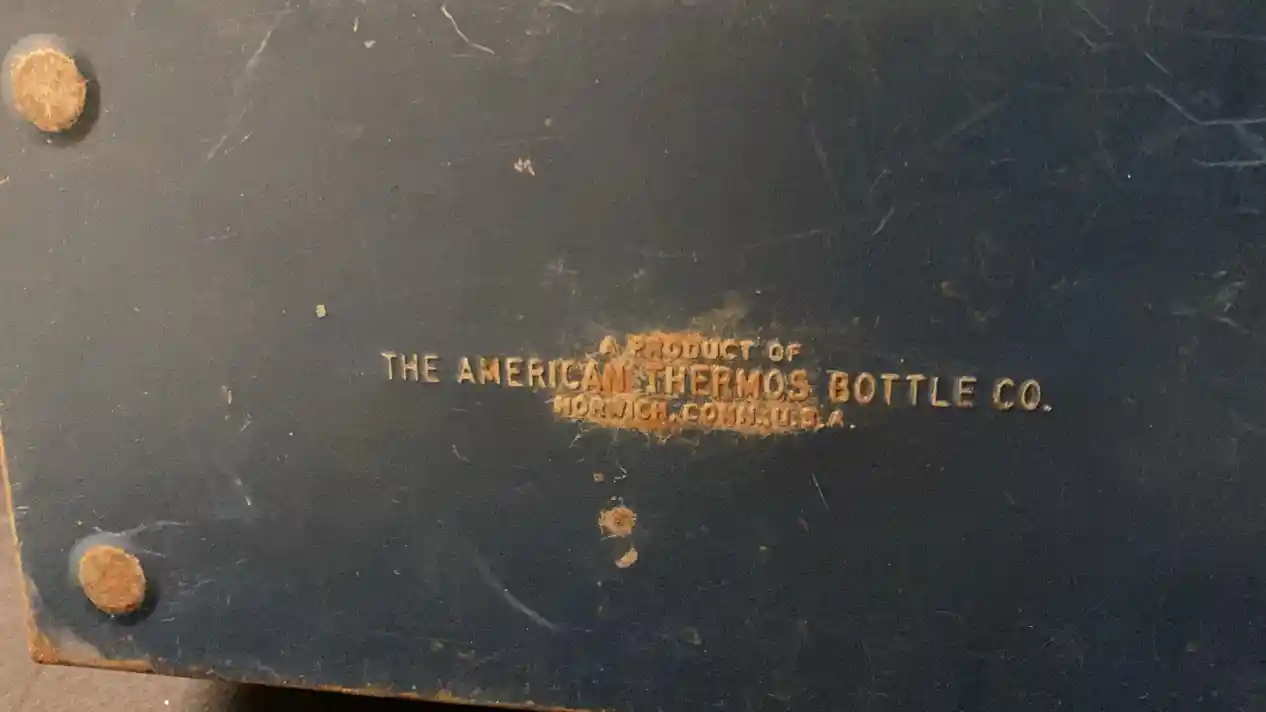 A PRODUCT OF
THE AMERICAN THERMOS BOTTLE CO.
NORWICH, CONN., U.S.A.